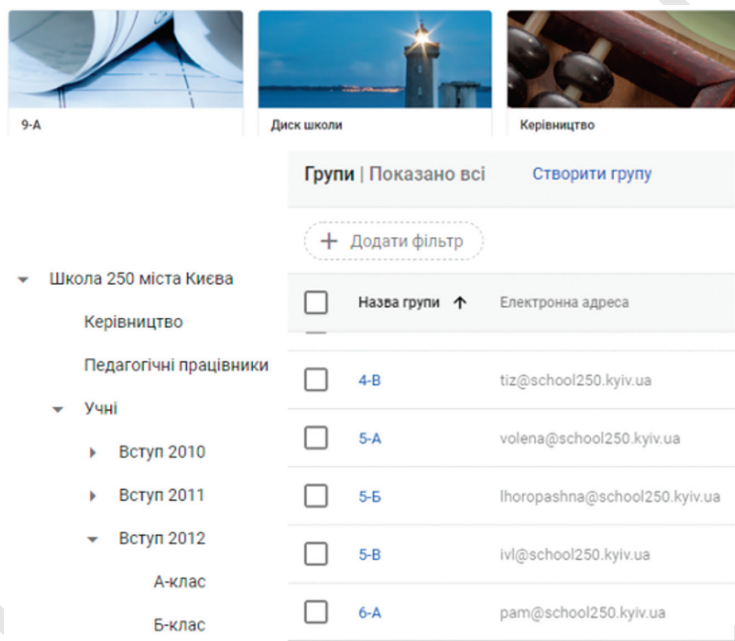 9-А
Диск школи
Керівництво
Групи | Показано всі
Створити групу
Додати фільтр
Школа 250 міста Києва
Керівництво
Педагогічні працівники
Учні
Вступ 2010
Вступ 2011
Вступ 2012
А-клас
Б-клас
Назва групи ↑
Електронна адреса
4-В
tiz@school250.kyiv.ua
5-А
volena@school250.kyiv.ua
5-Б
lhoropashna@school250.kyiv.ua
5-В
ivl@school250.kyiv.ua
6-А
pam@school250.kyiv.ua